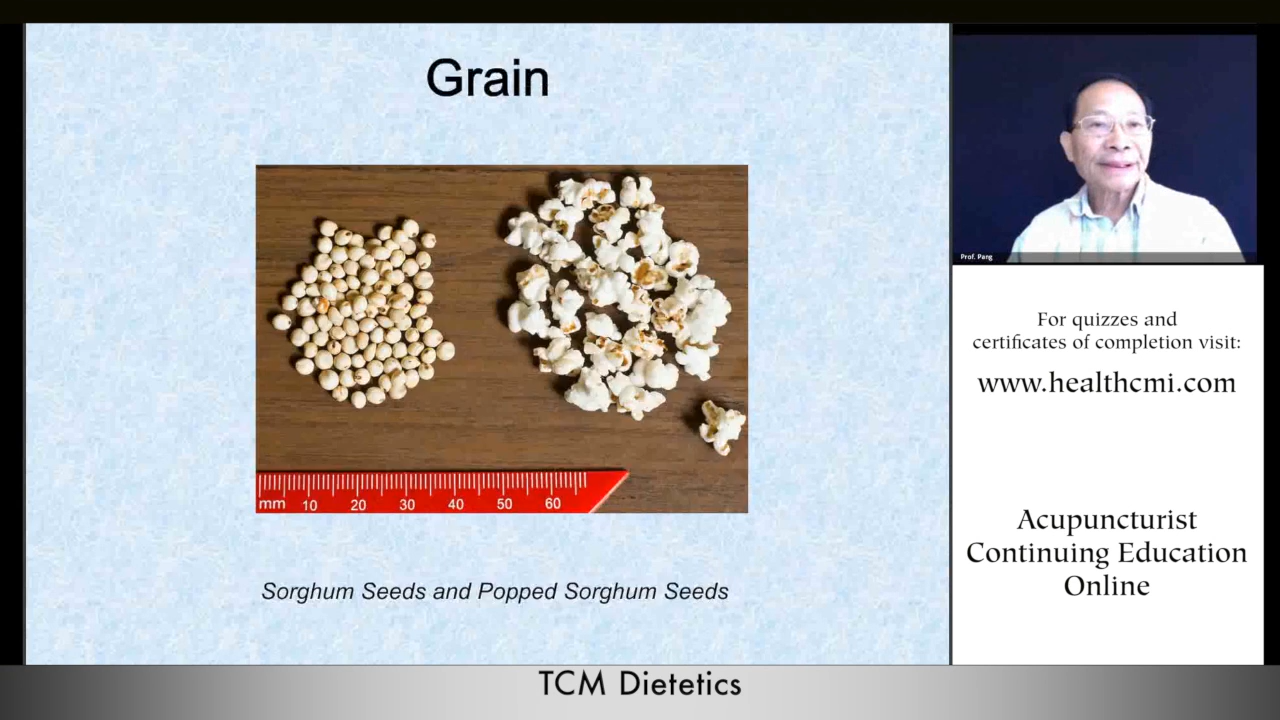 Grain
mm 10 20 30 40 50 60
Sorghum Seeds and Popped Sorghum Seeds
Prof. Pang
For quizzes and
certificates of completion visit:
www.healthcmi.com
Acupuncturist
Continuing Education
Online
TCM Dietetics